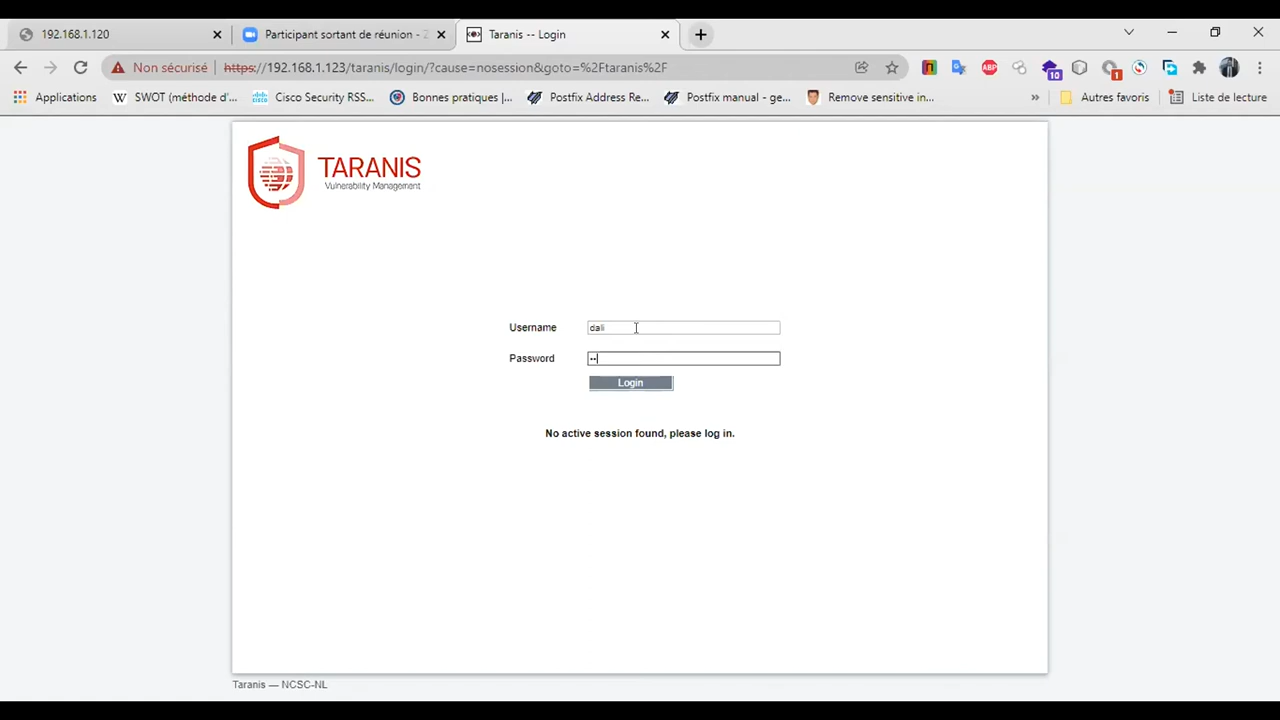 192.168.1.120
Participant sortant de réunion - Z
Taranis -- Login
Non sécurisé
https://192.168.1.123/taranis/login/?cause=nosession&goto=%2Ftaranis%2F
ABP
10
1
Applications
W SWOT (méthode d'...
Cisco Security RSS...
Bonnes pratiques |...
Postfix Address Re...
Postfix manual - ge...
Remove sensitive in...
»
Autres favoris
Liste de lecture
TARANIS
Vulnerability Management
Username
dali
Password
Login
No active session found, please log in.
Taranis — NCSC-NL